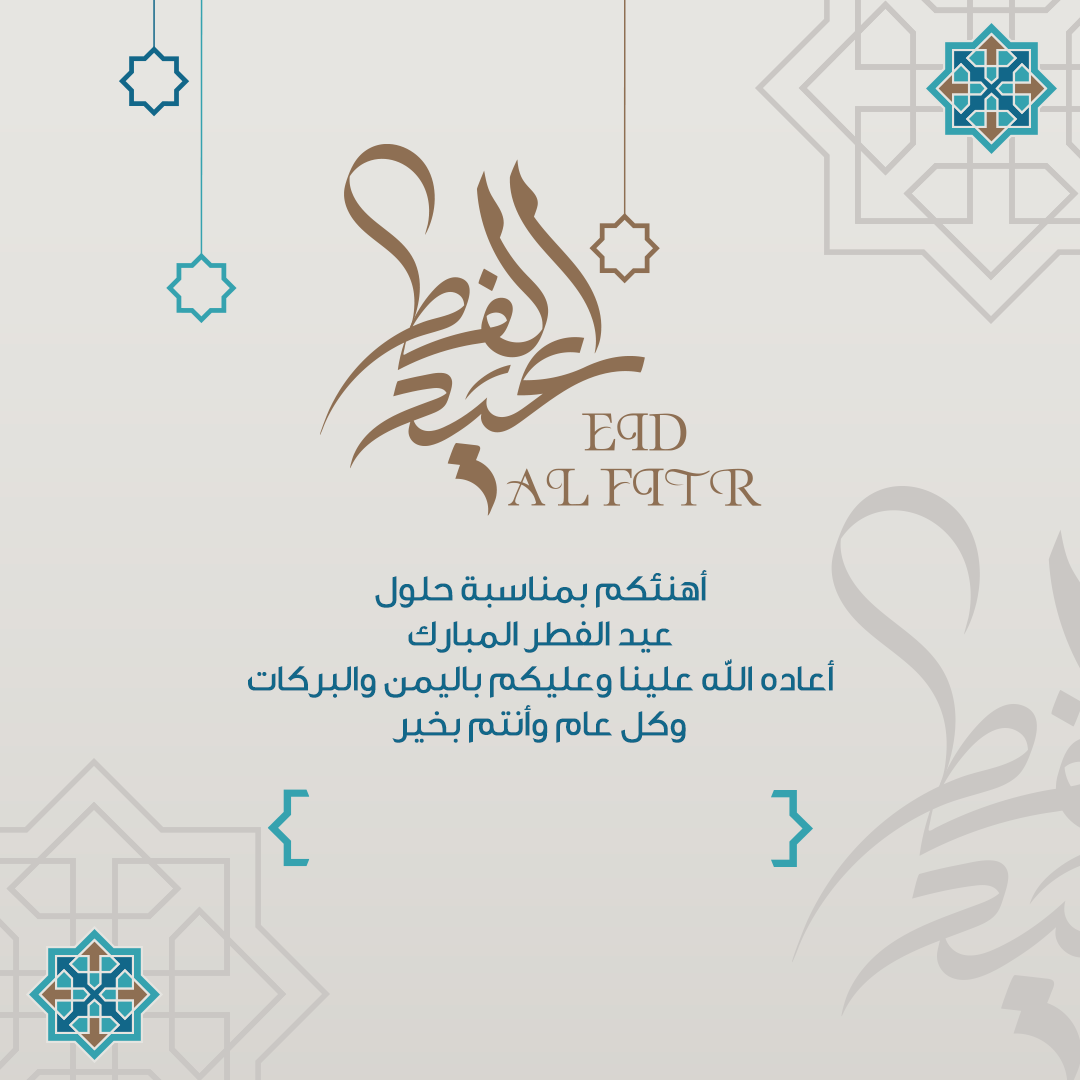 عيد الفطر
EID
AL FITR
أهنئكم بمناسبة حلول
عيد الفطر المبارك
أعاده الله علينا وعليكم باليمن والبركات
وكل عام وأنتم بخير